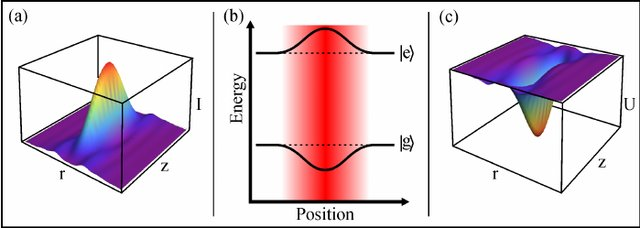 (a)
I
r
z
(b)
Energy
|e⟩
|g⟩
Position
(c)
U
r
z